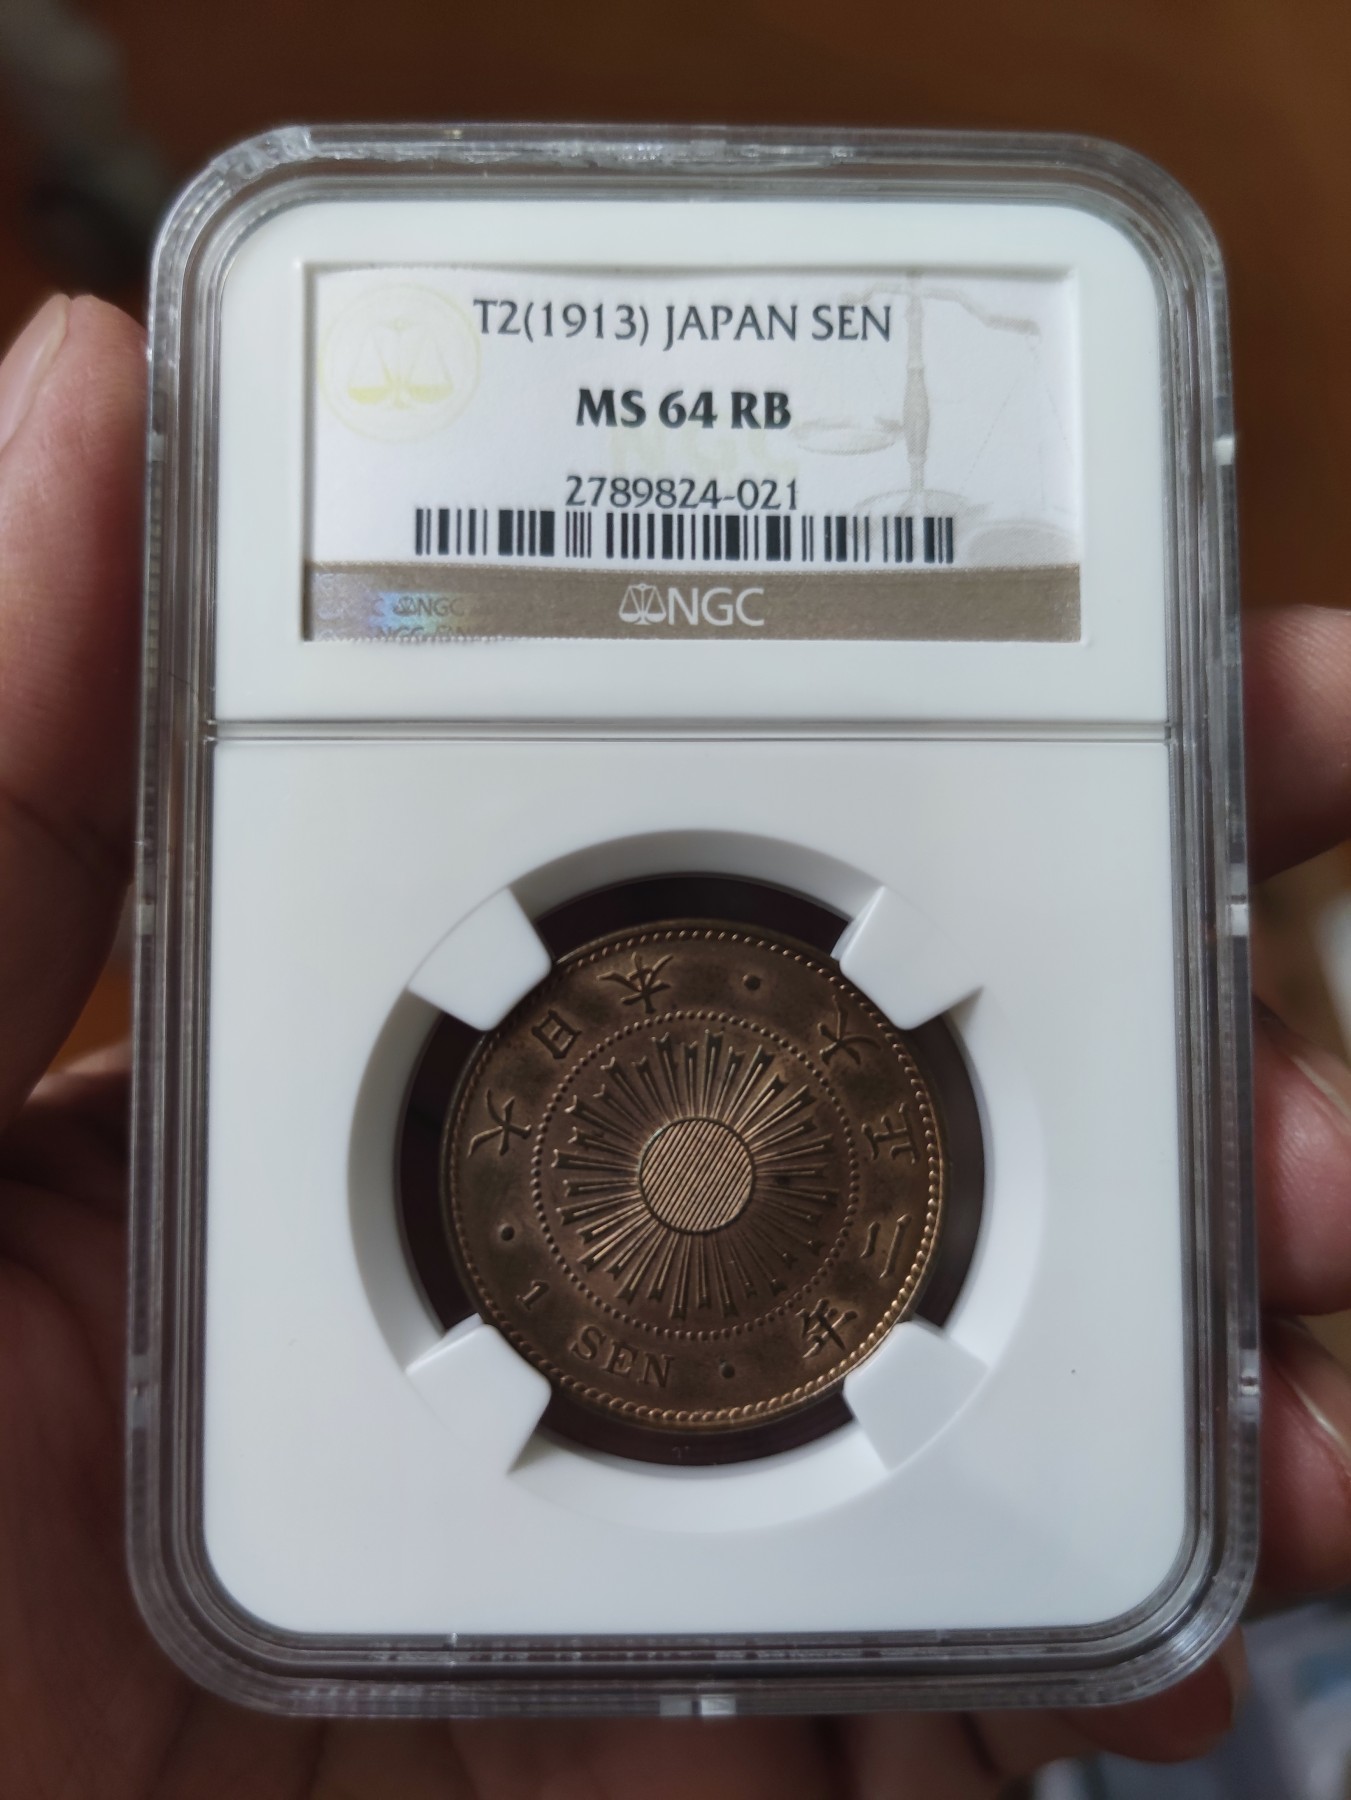 T2(1913) JAPAN SEN
MS 64 RB
2789824-021
NGC
NGC
大日本 · 大正二年 · 1 SEN ·